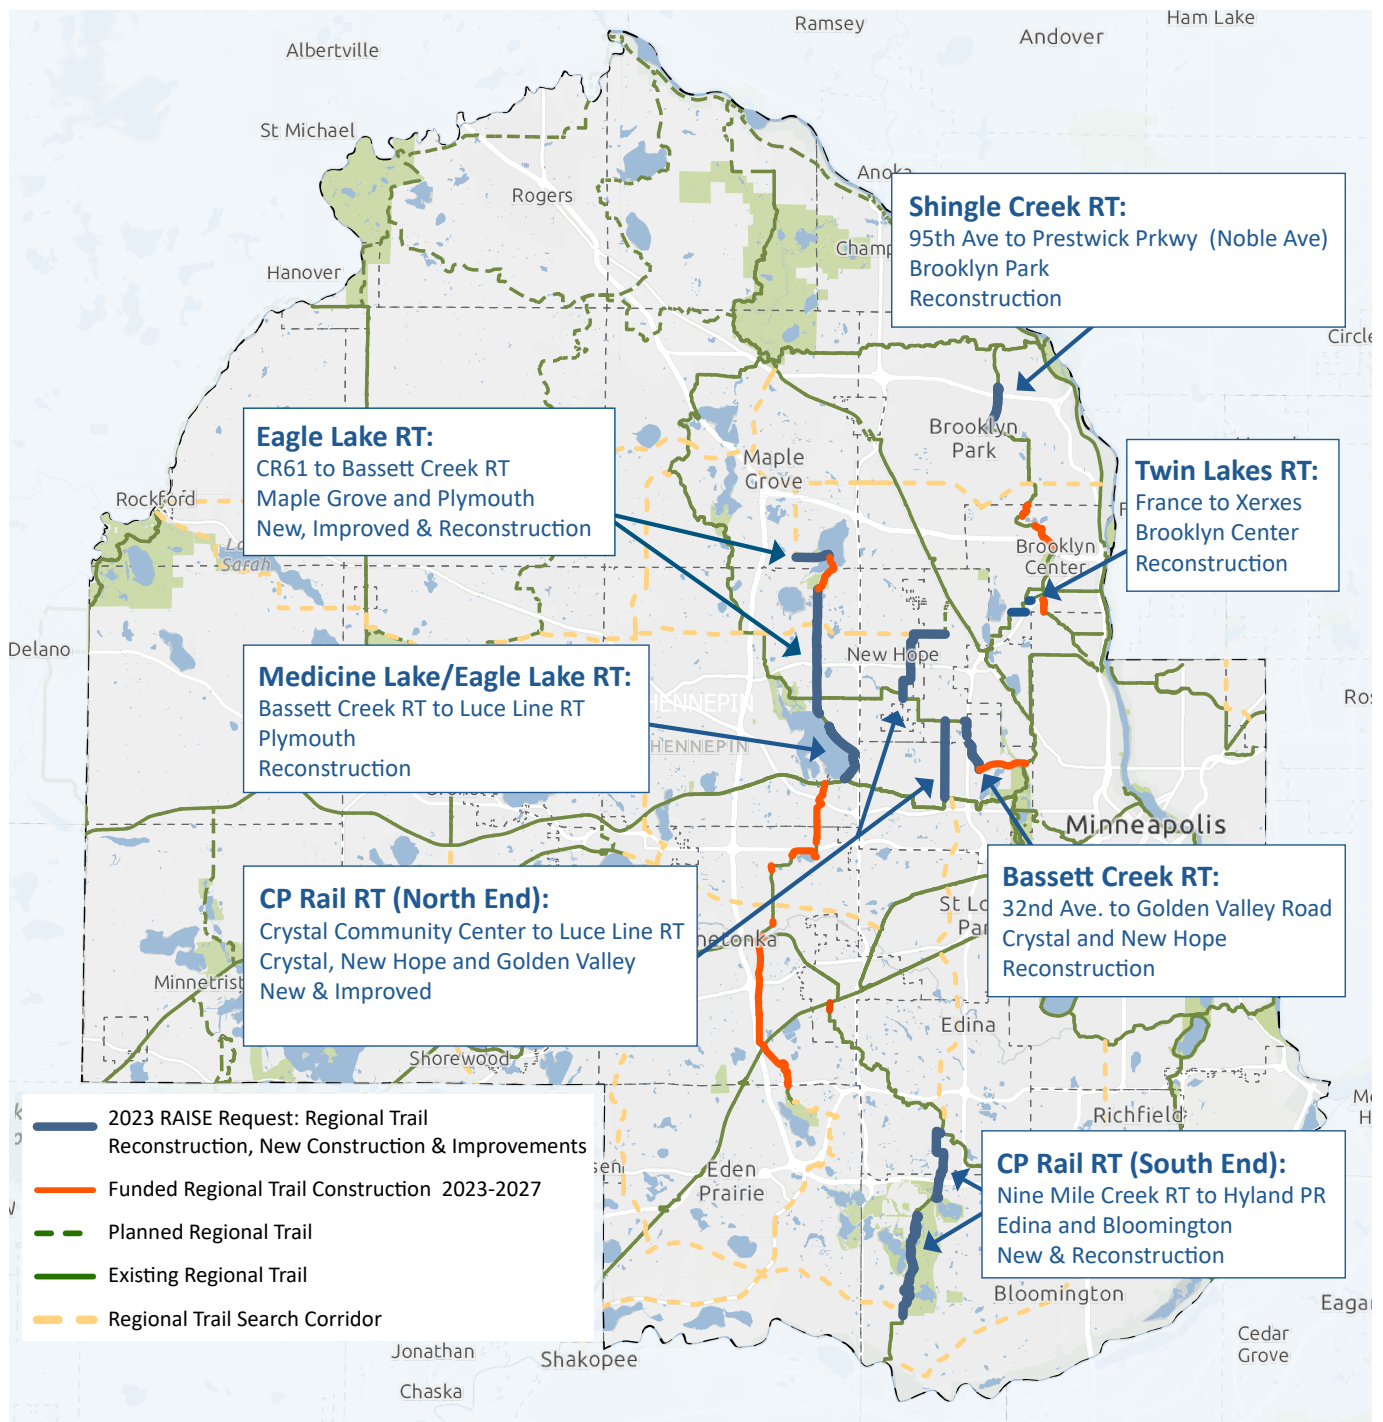 Ham Lake
Ramsey
Andover
Albertville
St Michael
Anoka
Rogers
Hanover
Shingle Creek RT:
95th Ave to Prestwick Prkwy (Noble Ave)
Brooklyn Park
Reconstruction
Circle
Eagle Lake RT:
CR61 to Bassett Creek RT
Maple Grove and Plymouth
New, Improved & Reconstruction
Brooklyn
Park
Maple
Grove
Twin Lakes RT:
France to Xerxes
Brooklyn Center
Reconstruction
Rockford
Sarah
Brooklyn
Center
Delano
New Hope
Medicine Lake/Eagle Lake RT:
Bassett Creek RT to Luce Line RT
Plymouth
Reconstruction
HENNEPIN
HENNEPIN
Minneapolis
CP Rail RT (North End):
Crystal Community Center to Luce Line RT
Crystal, New Hope and Golden Valley
New & Improved
Bassett Creek RT:
32nd Ave. to Golden Valley Road
Crystal and New Hope
Reconstruction
St Lo
Par
netonka
Minnetrist
Edina
Shorewood
Richfield
2023 RAISE Request: Regional Trail
Reconstruction, New Construction & Improvements
Funded Regional Trail Construction 2023-2027
Planned Regional Trail
Existing Regional Trail
Regional Trail Search Corridor
Eden
Prairie
CP Rail RT (South End):
Nine Mile Creek RT to Hyland PR
Edina and Bloomington
New & Reconstruction
Bloomington
Eagan
Cedar
Grove
Jonathan
Shakopee
Chaska